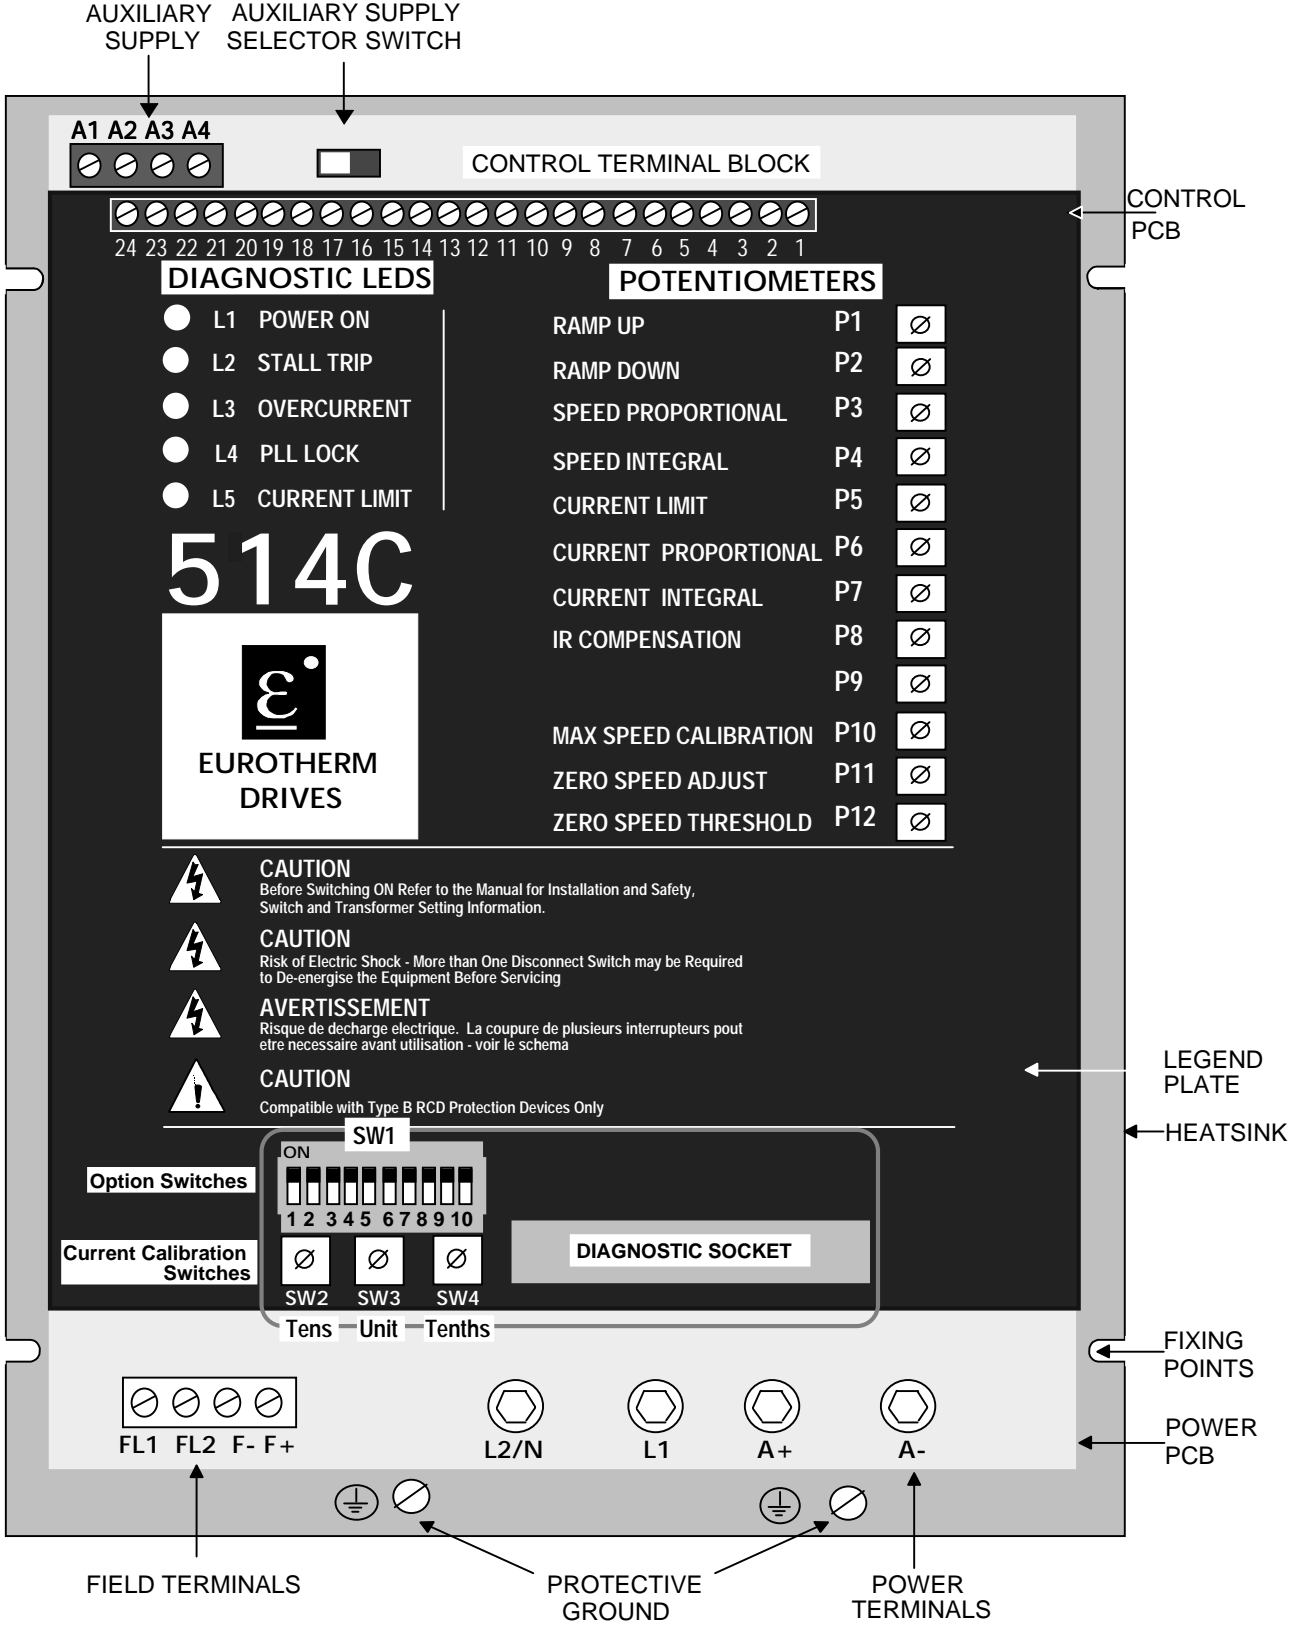 AUXILIARY
SUPPLY
AUXILIARY SUPPLY
SELECTOR SWITCH
A1 A2 A3 A4
CONTROL TERMINAL BLOCK
CONTROL
PCB
24 23 22 21 20 19 18 17 16 15 14 13 12 11 10 9 8 7 6 5 4 3 2 1
DIAGNOSTIC LEDS
L1 POWER ON
L2 STALL TRIP
L3 OVERCURRENT
L4 PLL LOCK
L5 CURRENT LIMIT
POTENTIOMETERS
RAMP UP P1
RAMP DOWN P2
SPEED PROPORTIONAL P3
SPEED INTEGRAL P4
CURRENT LIMIT P5
CURRENT PROPORTIONAL P6
CURRENT INTEGRAL P7
IR COMPENSATION P8
P9
MAX SPEED CALIBRATION P10
ZERO SPEED ADJUST P11
ZERO SPEED THRESHOLD P12
514C
ε
EUROTHERM
DRIVES
CAUTION
Before Switching ON Refer to the Manual for Installation and Safety,
Switch and Transformer Setting Information.
CAUTION
Risk of Electric Shock - More than One Disconnect Switch may be Required
to De-energise the Equipment Before Servicing
AVERTISSEMENT
Risque de decharge electrique. La coupure de plusieurs interrupteurs pout
etre necessaire avant utilisation - voir le schema
CAUTION
Compatible with Type B RCD Protection Devices Only
LEGEND
PLATE
HEATSINK
SW1
ON
Option Switches
1 2 3 4 5 6 7 8 9 10
Current Calibration
Switches
SW2 SW3 SW4
Tens Unit Tenths
DIAGNOSTIC SOCKET
FIXING
POINTS
FL1 FL2 F- F+
L2/N L1 A+ A-
POWER
PCB
FIELD TERMINALS
PROTECTIVE
GROUND
POWER
TERMINALS